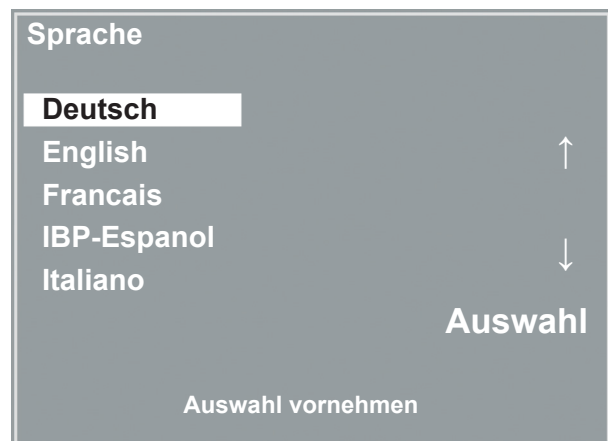 Sprache
Deutsch
English
↑
Francais
IBP-Espanol
↓
Italiano
Auswahl
Auswahl vornehmen